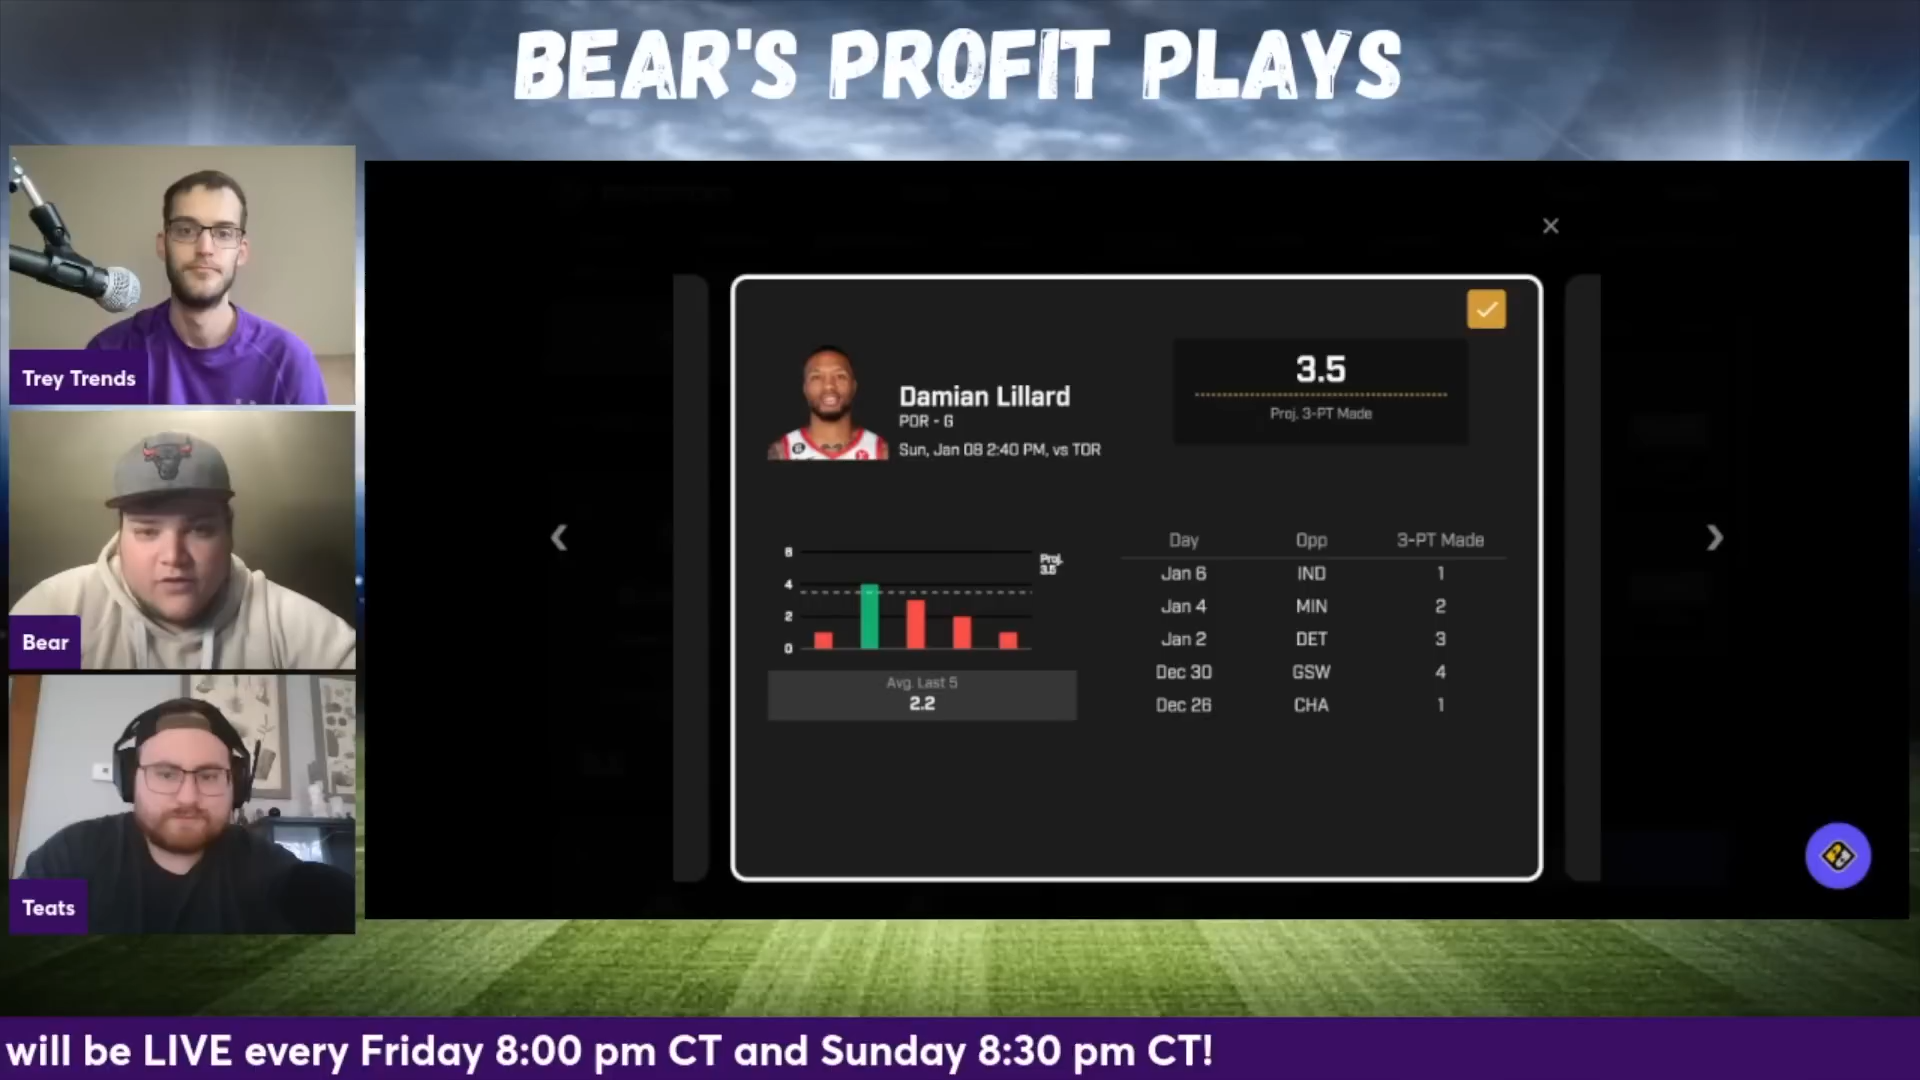 BEAR'S PROFIT PLAYS
Trey Trends
Bear
Teats
3.5
Proj. 3-PT Made
Damian Lillard
POR - G
Sun, Jan 08 2:40 PM, vs TOR
6
4
2
0
Proj.
3.5
Avg. Last 5
2.2
Day Opp 3-PT Made
Jan 6 IND 1
Jan 4 MIN 2
Jan 2 DET 3
Dec 30 GSW 4
Dec 26 CHA 1
will be LIVE every Friday 8:00 pm CT and Sunday 8:30 pm CT!